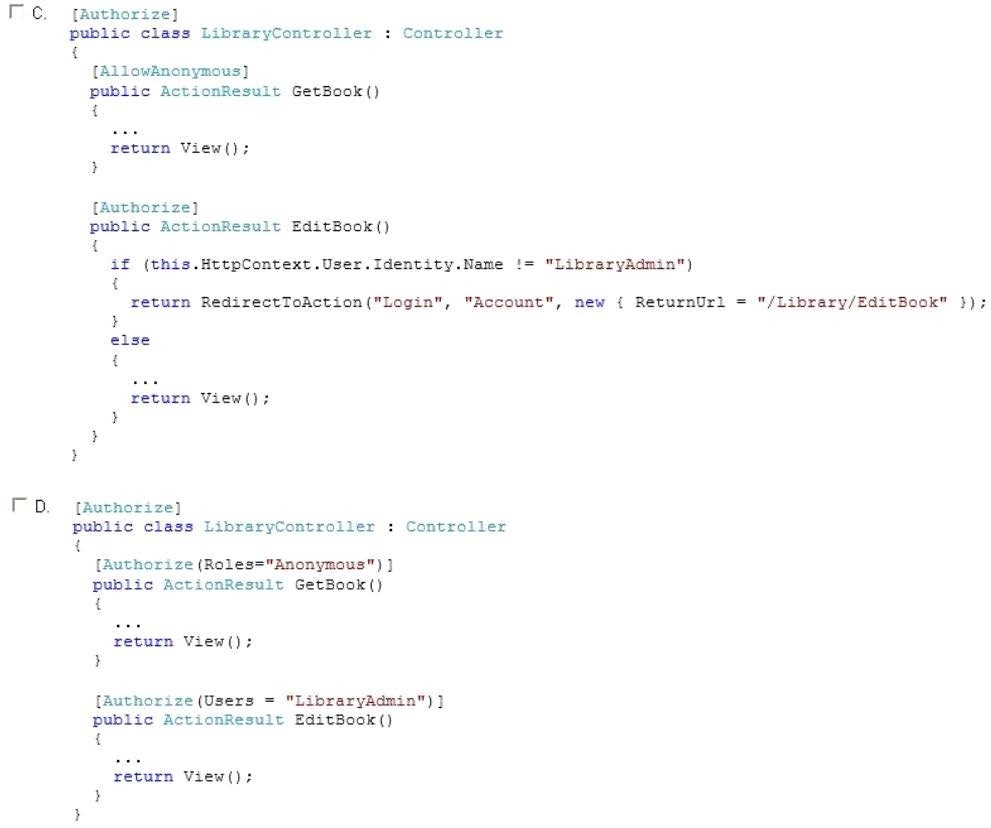 C. [Authorize]
public class LibraryController : Controller
{
[AllowAnonymous]
public ActionResult GetBook()
{
...
return View();
}
[Authorize]
public ActionResult EditBook()
{
if (this.HttpContext.User.Identity.Name != "LibraryAdmin")
{
return RedirectToAction("Login", "Account", new { ReturnUrl = "/Library/EditBook" });
}
else
{
...
return View();
}
}
}
D. [Authorize]
public class LibraryController : Controller
{
[Authorize(Roles="Anonymous")]
public ActionResult GetBook()
{
...
return View();
}
[Authorize(Users = "LibraryAdmin")]
public ActionResult EditBook()
{
...
return View();
}
}